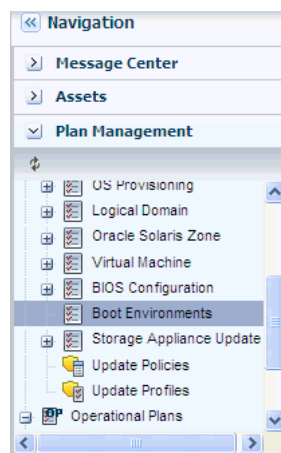 Navigation
Message Center
Assets
Plan Management
OS Provisioning
Logical Domain
Oracle Solaris Zone
Virtual Machine
BIOS Configuration
Boot Environments
Storage Appliance Update
Update Policies
Update Profiles
Operational Plans